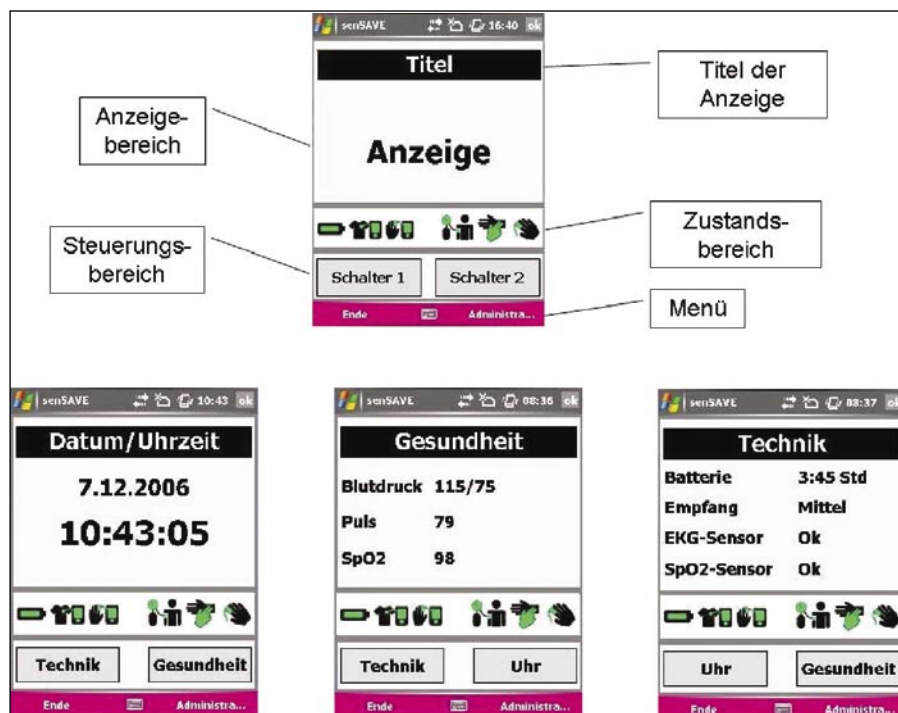 senSAVE 16:40 ok
Titel
Anzeige
Schalter 1 Schalter 2
Ende Administra...
Titel der
Anzeige
Anzeige-
bereich
Steuerungs-
bereich
Zustands-
bereich
Menü
senSAVE 10:43 ok
Datum/Uhrzeit
7.12.2006
10:43:05
Technik Gesundheit
Ende Administra...
senSAVE 08:36 ok
Gesundheit
Blutdruck 115/75
Puls 79
SpO2 98
Technik Uhr
Ende Administra...
senSAVE 08:37 ok
Technik
Batterie 3:45 Std
Empfang Mittel
EKG-Sensor Ok
SpO2-Sensor Ok
Uhr Gesundheit
Ende Administra...